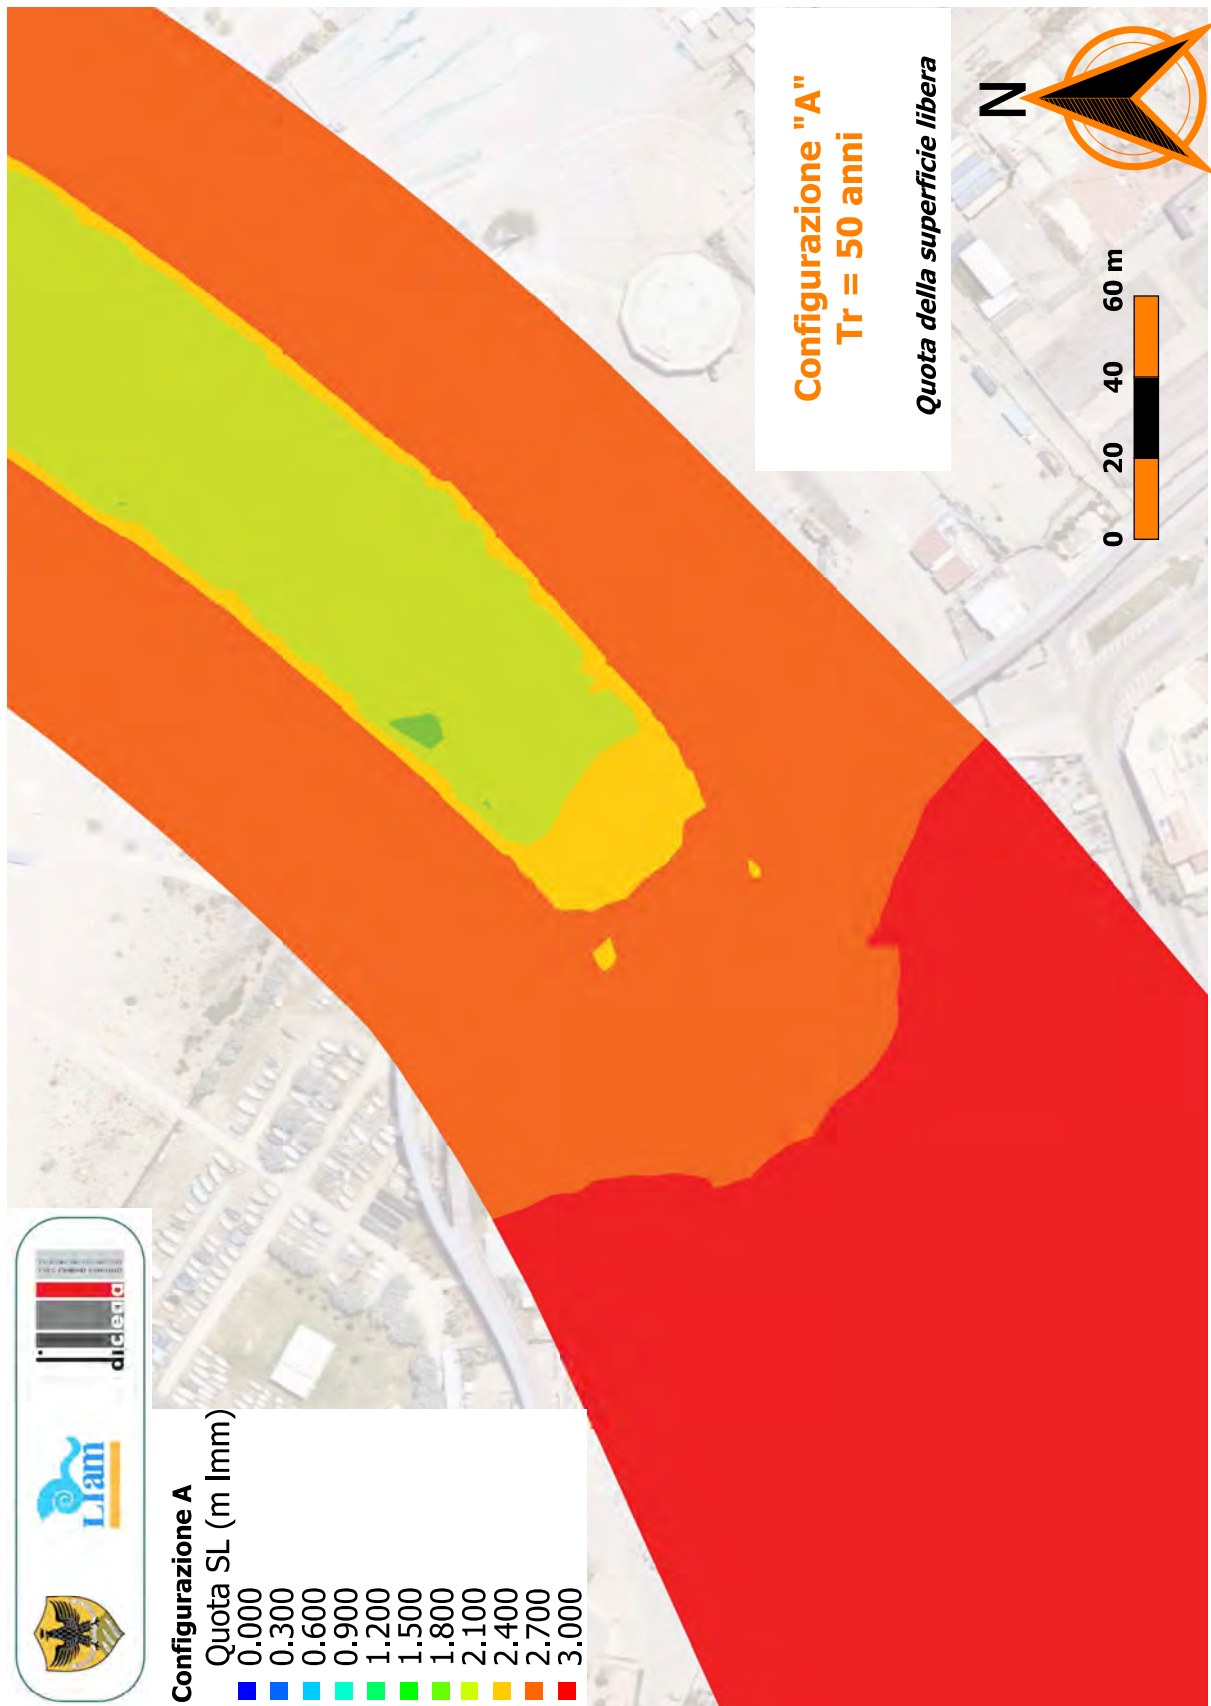 Configurazione "A"
Tr = 50 anni
Quota della superficie libera
N
0 20 40 60 m
LIam
dicea
Configurazione A
Quota SL (m lmm)
0.000
0.300
0.600
0.900
1.200
1.500
1.800
2.100
2.400
2.700
3.000